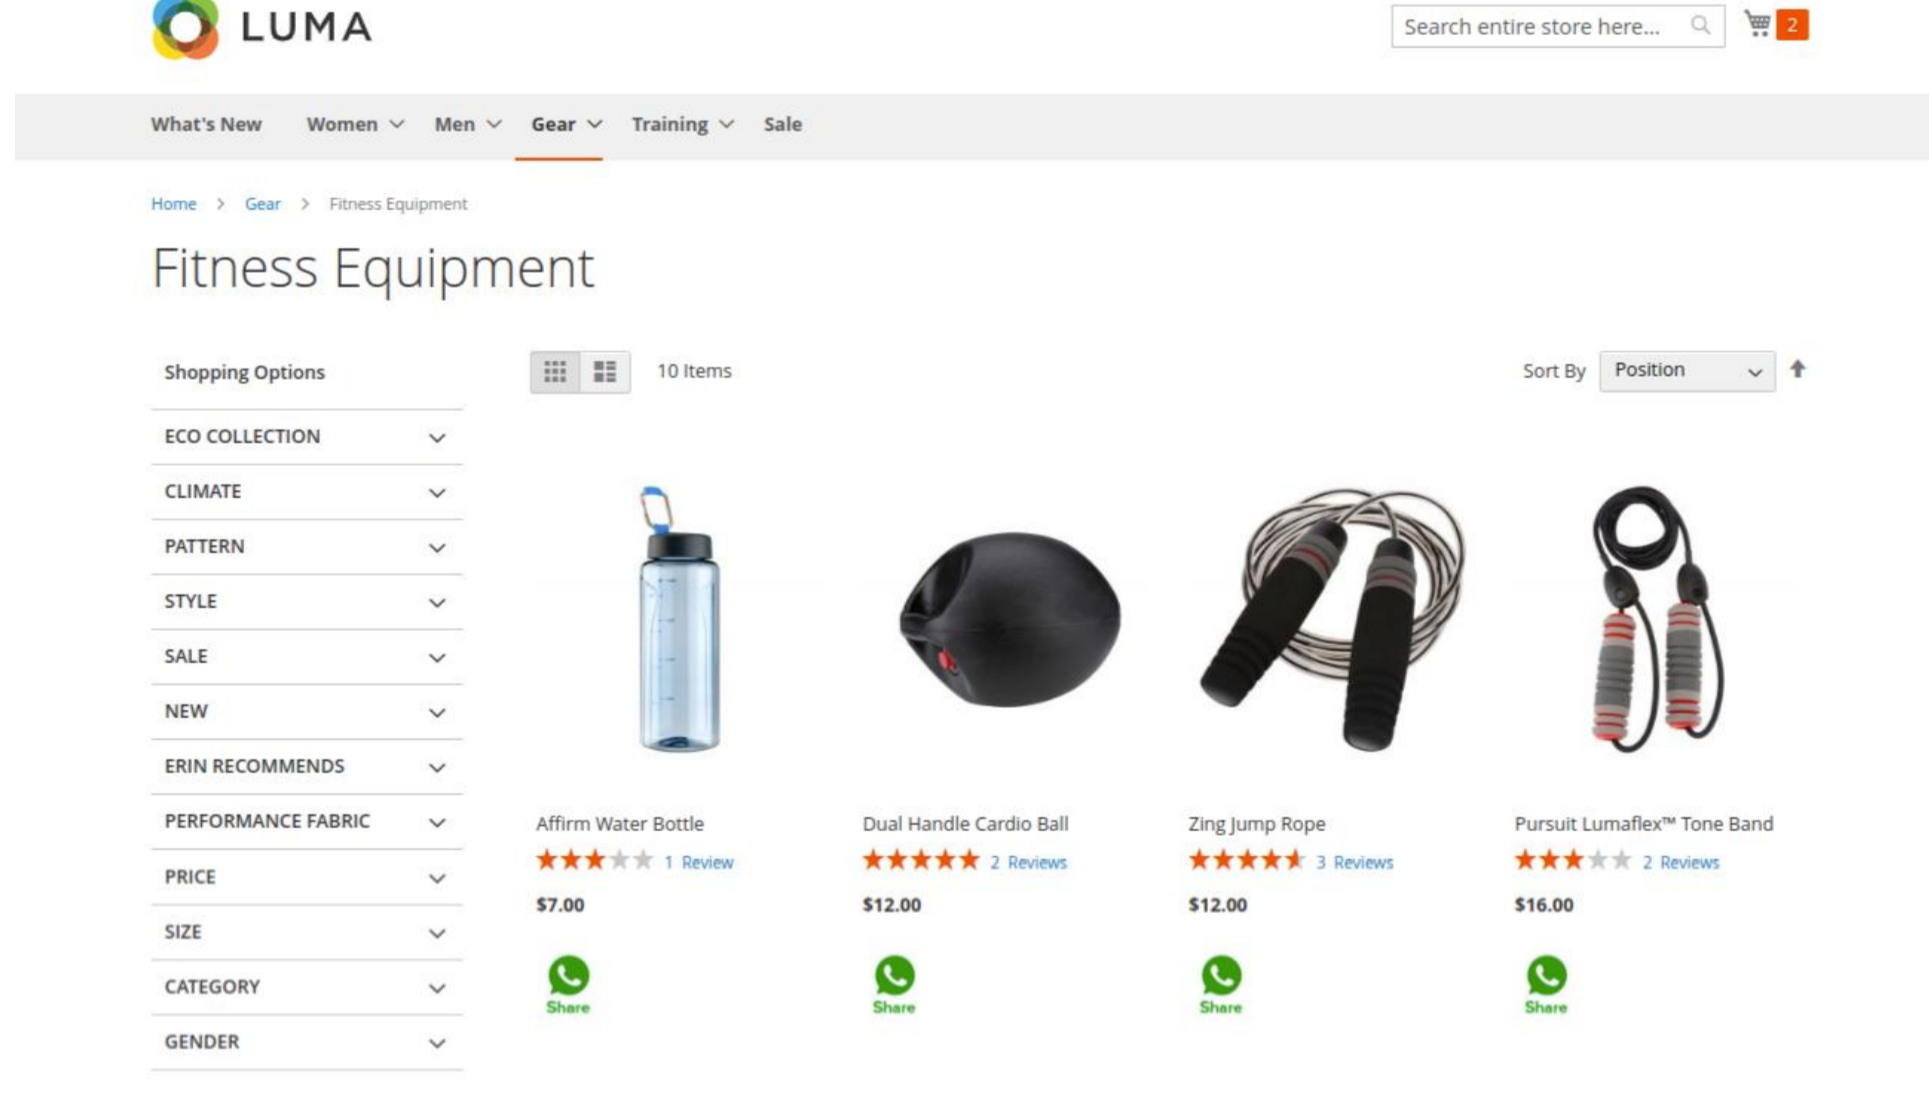 LUMA
Search entire store here...
2
What's New Women Men Gear Training Sale
Home > Gear > Fitness Equipment
Fitness Equipment
Shopping Options
10 Items
Sort By Position
ECO COLLECTION
CLIMATE
PATTERN
STYLE
SALE
NEW
ERIN RECOMMENDS
PERFORMANCE FABRIC
PRICE
SIZE
CATEGORY
GENDER
Affirm Water Bottle
1 Review
$7.00
Share
Dual Handle Cardio Ball
2 Reviews
$12.00
Share
Zing Jump Rope
3 Reviews
$12.00
Share
Pursuit Lumaflex™ Tone Band
2 Reviews
$16.00
Share